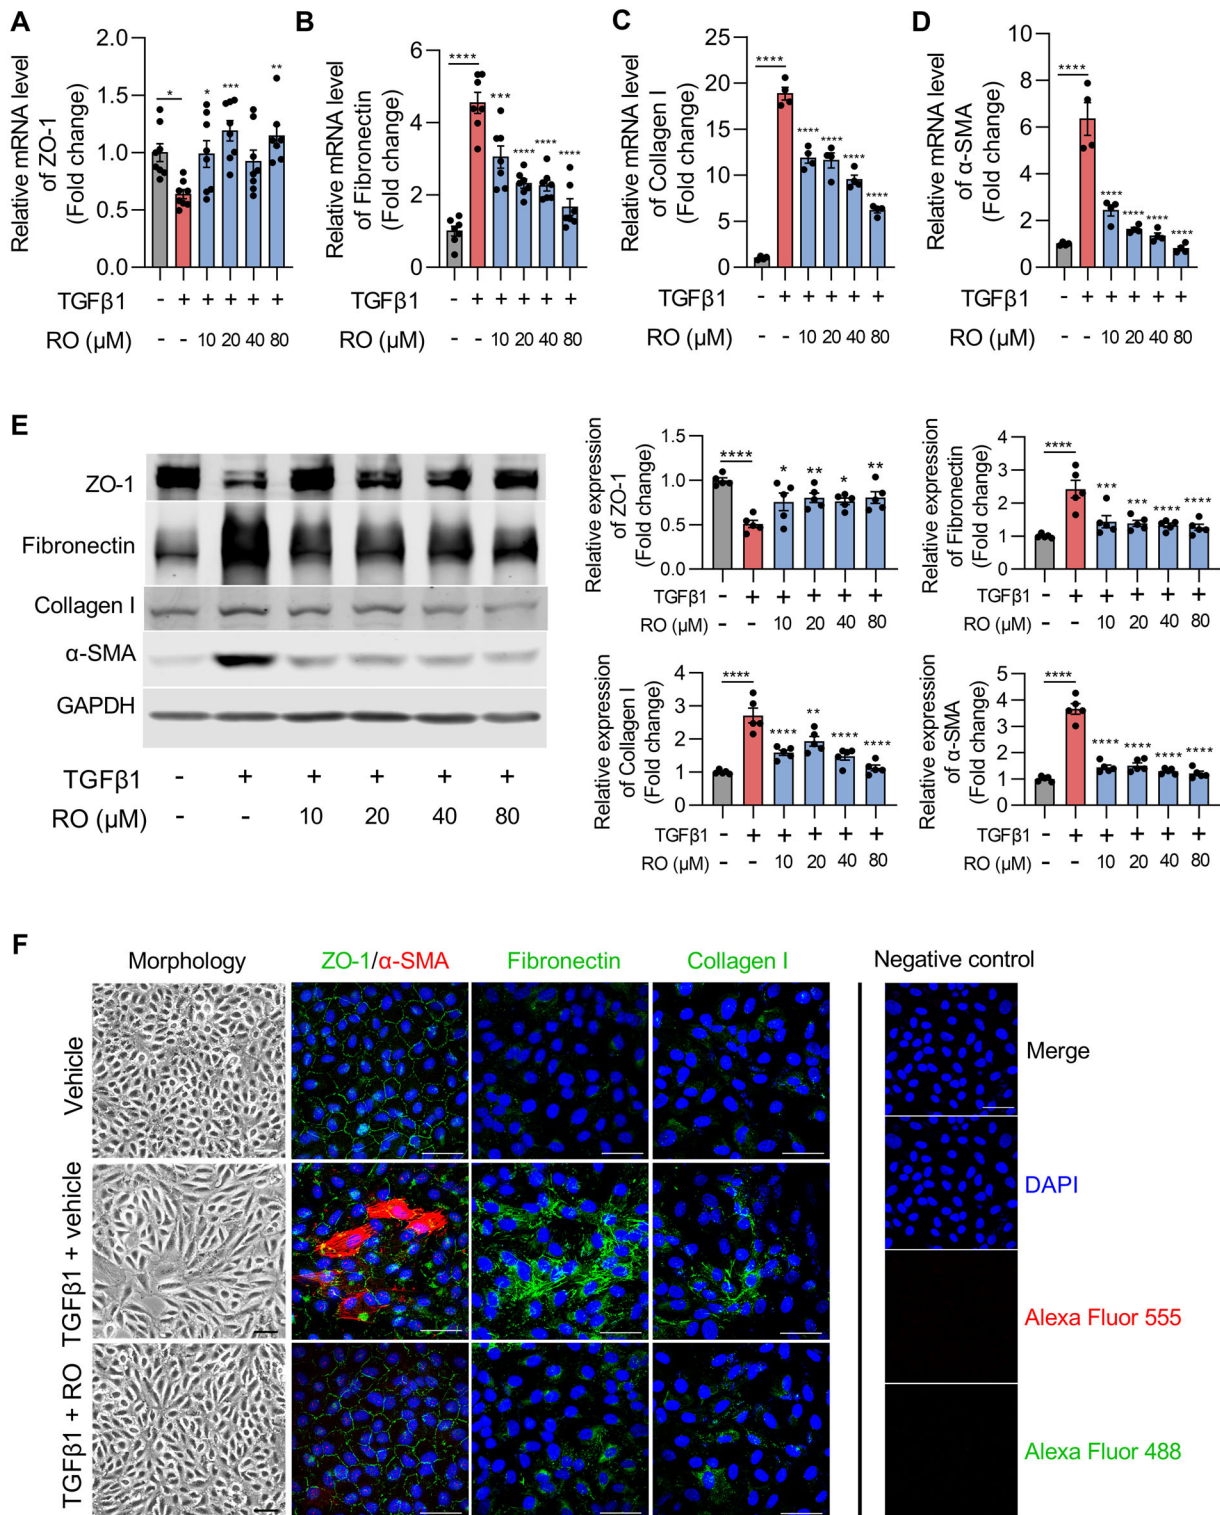 A
Relative mRNA level
of ZO-1
(Fold change)
2.0
1.5
1.0
0.5
0.0
*
*
***
**
TGFβ1 - + + + + +
RO (µM) - - 10 20 40 80
B
Relative mRNA level
of Fibronectin
(Fold change)
6
4
2
0
****
***
****
****
****
TGFβ1 - + + + + +
RO (µM) - - 10 20 40 80
C
Relative mRNA level
of Collagen I
(Fold change)
25
20
15
10
5
0
****
****
****
****
****
TGFβ1 - + + + + +
RO (µM) - - 10 20 40 80
D
Relative mRNA level
of α-SMA
(Fold change)
10
8
6
4
2
0
****
****
****
****
****
TGFβ1 - + + + + +
RO (µM) - - 10 20 40 80
E
ZO-1
Fibronectin
Collagen I
α-SMA
GAPDH
TGFβ1 - + + + + +
RO (µM) - - 10 20 40 80
Relative expression
of ZO-1
(Fold change)
1.5
1.0
0.5
0.0
****
*
**
*
**
TGFβ1 - + + + + +
RO (µM) - - 10 20 40 80
Relative expression
of Fibronectin
(Fold change)
4
3
2
1
0
****
***
***
****
****
TGFβ1 - + + + + +
RO (µM) - - 10 20 40 80
Relative expression
of Collagen I
(Fold change)
4
3
2
1
0
****
****
**
****
****
TGFβ1 - + + + + +
RO (µM) - - 10 20 40 80
Relative expression
of α-SMA
(Fold change)
5
4
3
2
1
0
****
****
****
****
****
TGFβ1 - + + + + +
RO (µM) - - 10 20 40 80
F
Morphology
ZO-1/α-SMA
Fibronectin
Collagen I
Negative control
Vehicle
TGFβ1 + vehicle
TGFβ1 + RO
Merge
DAPI
Alexa Fluor 555
Alexa Fluor 488